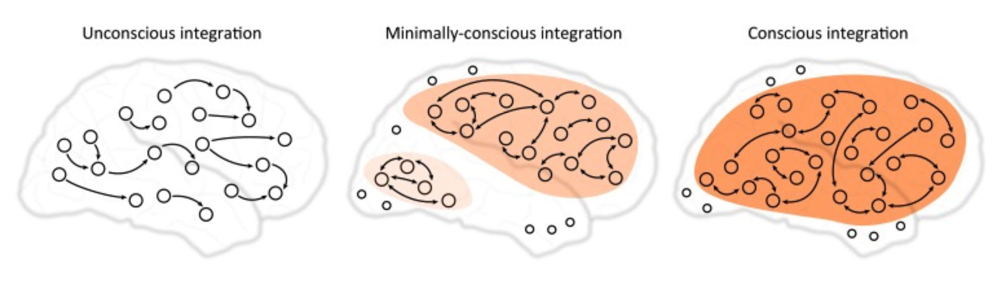 Unconscious integration
Minimally-conscious integration
Conscious integration